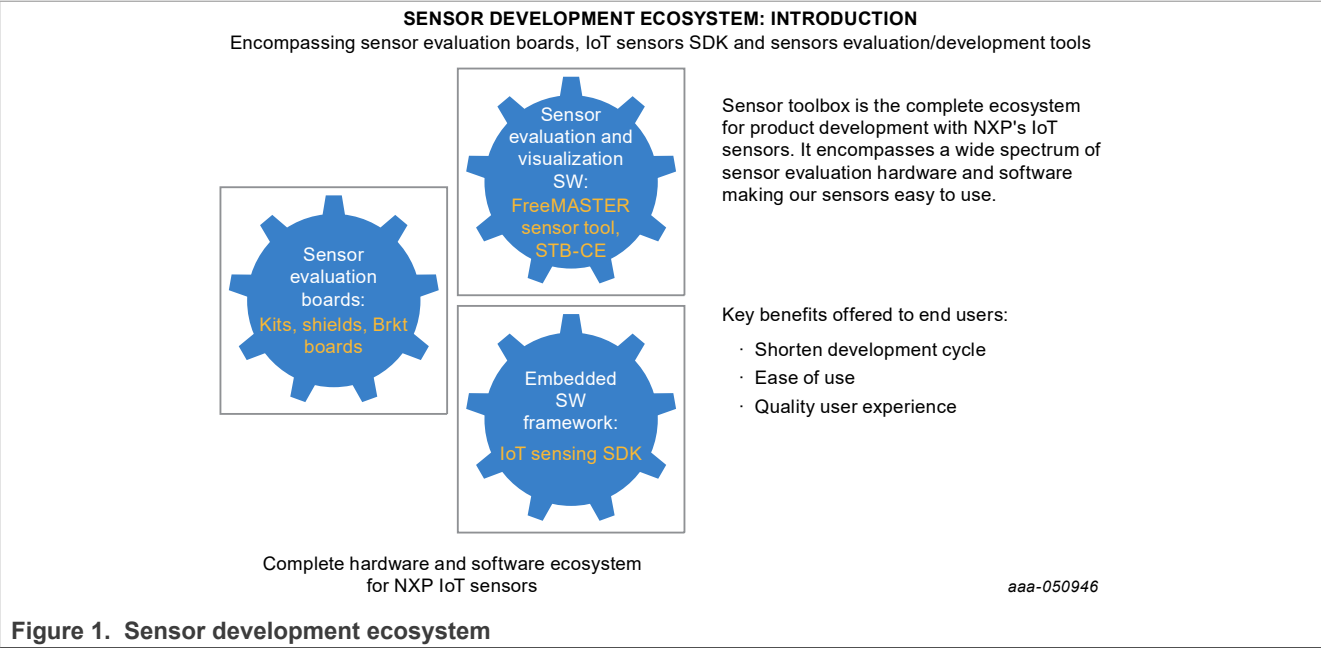 SENSOR DEVELOPMENT ECOSYSTEM: INTRODUCTION
Encompassing sensor evaluation boards, IoT sensors SDK and sensors evaluation/development tools
Sensor
evaluation
boards:
Kits, shields, Brkt
boards
Sensor
evaluation and
visualization
SW:
FreeMASTER
sensor tool,
STB-CE
Embedded
SW
framework:
IoT sensing SDK
Complete hardware and software ecosystem
for NXP IoT sensors
Sensor toolbox is the complete ecosystem
for product development with NXP's IoT
sensors. It encompasses a wide spectrum of
sensor evaluation hardware and software
making our sensors easy to use.
Key benefits offered to end users:
· Shorten development cycle
· Ease of use
· Quality user experience
aaa-050946
Figure 1. Sensor development ecosystem